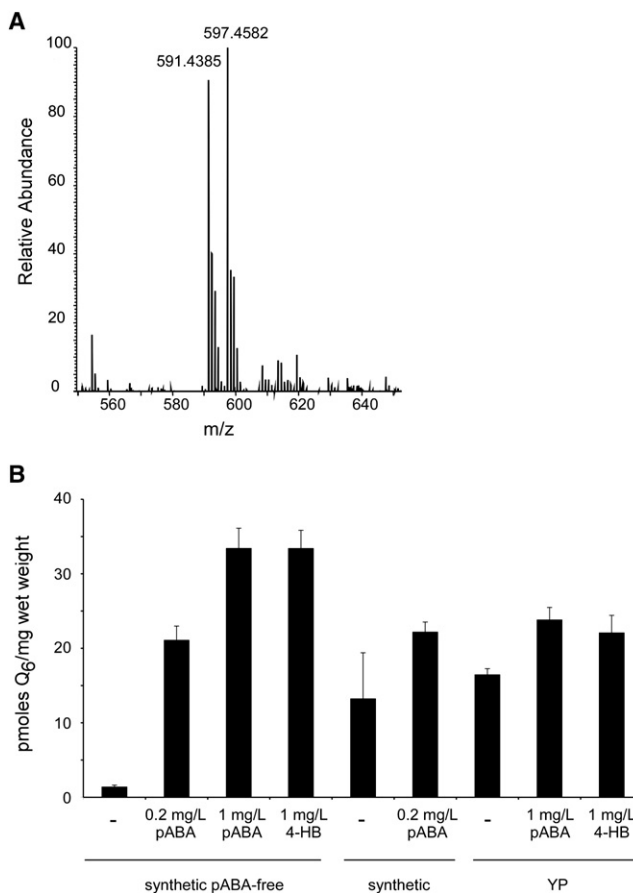 A
597.4582
591.4385
100
80
60
40
20
0
Relative Abundance
560 580 600 620 640
m/z
B
40
30
20
10
0
pmoles Q6/mg wet weight
- 0.2 mg/L 1 mg/L 1 mg/L - 0.2 mg/L - 1 mg/L 1 mg/L
pABA pABA 4-HB pABA pABA 4-HB
synthetic pABA-free synthetic YP